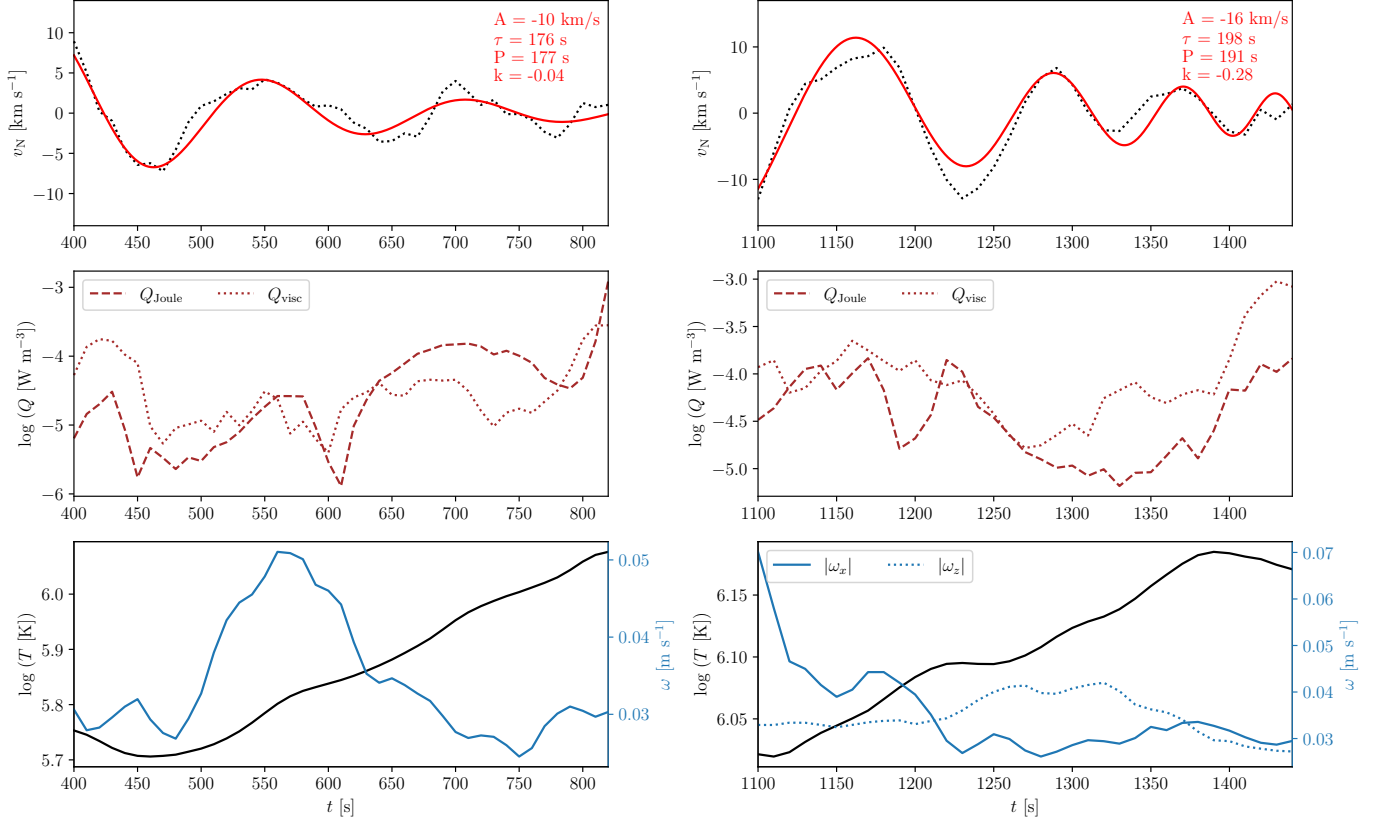 A = -10 km/s
τ = 176 s
P = 177 s
k = -0.04
10
5
0
−5
−10
v_N [km s⁻¹]
400 450 500 550 600 650 700 750 800
A = -16 km/s
τ = 198 s
P = 191 s
k = -0.28
10
0
−10
v_N [km s⁻¹]
1100 1150 1200 1250 1300 1350 1400
Q_Joule Q_visc
−3
−4
−5
−6
log (Q [W m⁻³])
400 450 500 550 600 650 700 750 800
Q_Joule Q_visc
−3.0
−3.5
−4.0
−4.5
−5.0
log (Q [W m⁻³])
1100 1150 1200 1250 1300 1350 1400
6.0
5.9
5.8
5.7
log (T [K])
0.05
0.04
0.03
ω [m s⁻¹]
400 450 500 550 600 650 700 750 800
t [s]
|ω_x| |ω_z|
6.15
6.10
6.05
log (T [K])
0.07
0.06
0.05
0.04
0.03
ω [m s⁻¹]
1100 1150 1200 1250 1300 1350 1400
t [s]